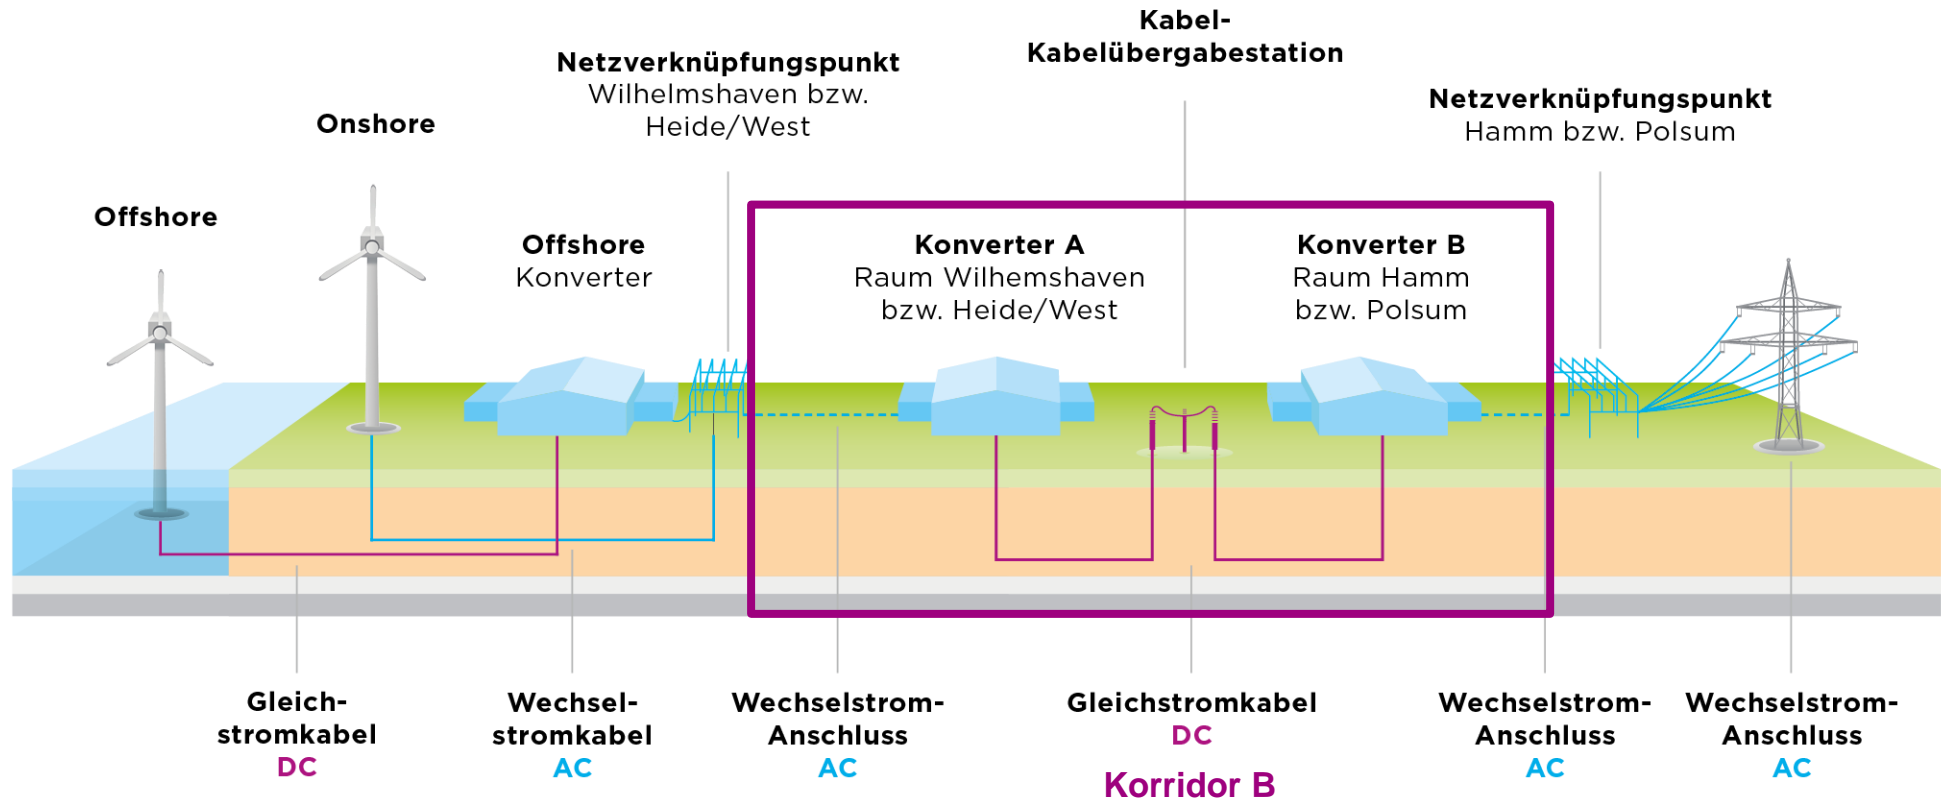 Kabel-
Kabelübergabestation
Netzverknüpfungspunkt
Wilhelmshaven bzw.
Heide/West
Netzverknüpfungspunkt
Hamm bzw. Polsum
Onshore
Offshore
Offshore
Konverter
Konverter A
Raum Wilhemshaven
bzw. Heide/West
Konverter B
Raum Hamm
bzw. Polsum
Gleich-
stromkabel
DC
Wechsel-
stromkabel
AC
Wechselstrom-
Anschluss
AC
Gleichstromkabel
DC
Korridor B
Wechselstrom-
Anschluss
AC
Wechselstrom-
Anschluss
AC